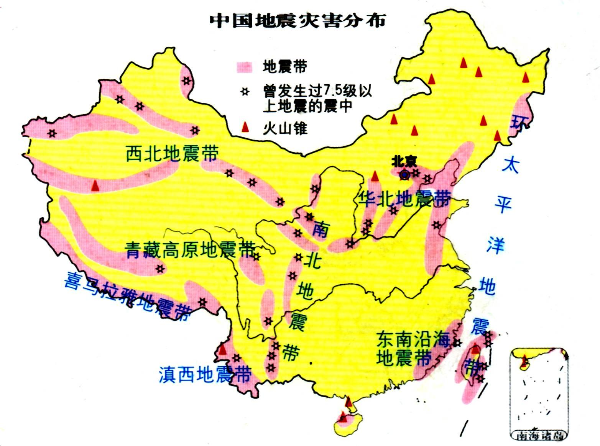 中国地震灾害分布
地震带
曾发生过7.5级以
上地震的震中
火山锥
西北地震带
北京
华北地震带
环太平洋地震带
青藏高原地震带
南北地震带
喜马拉雅地震带
滇西地震带
东南沿海
地震带
南海诸岛